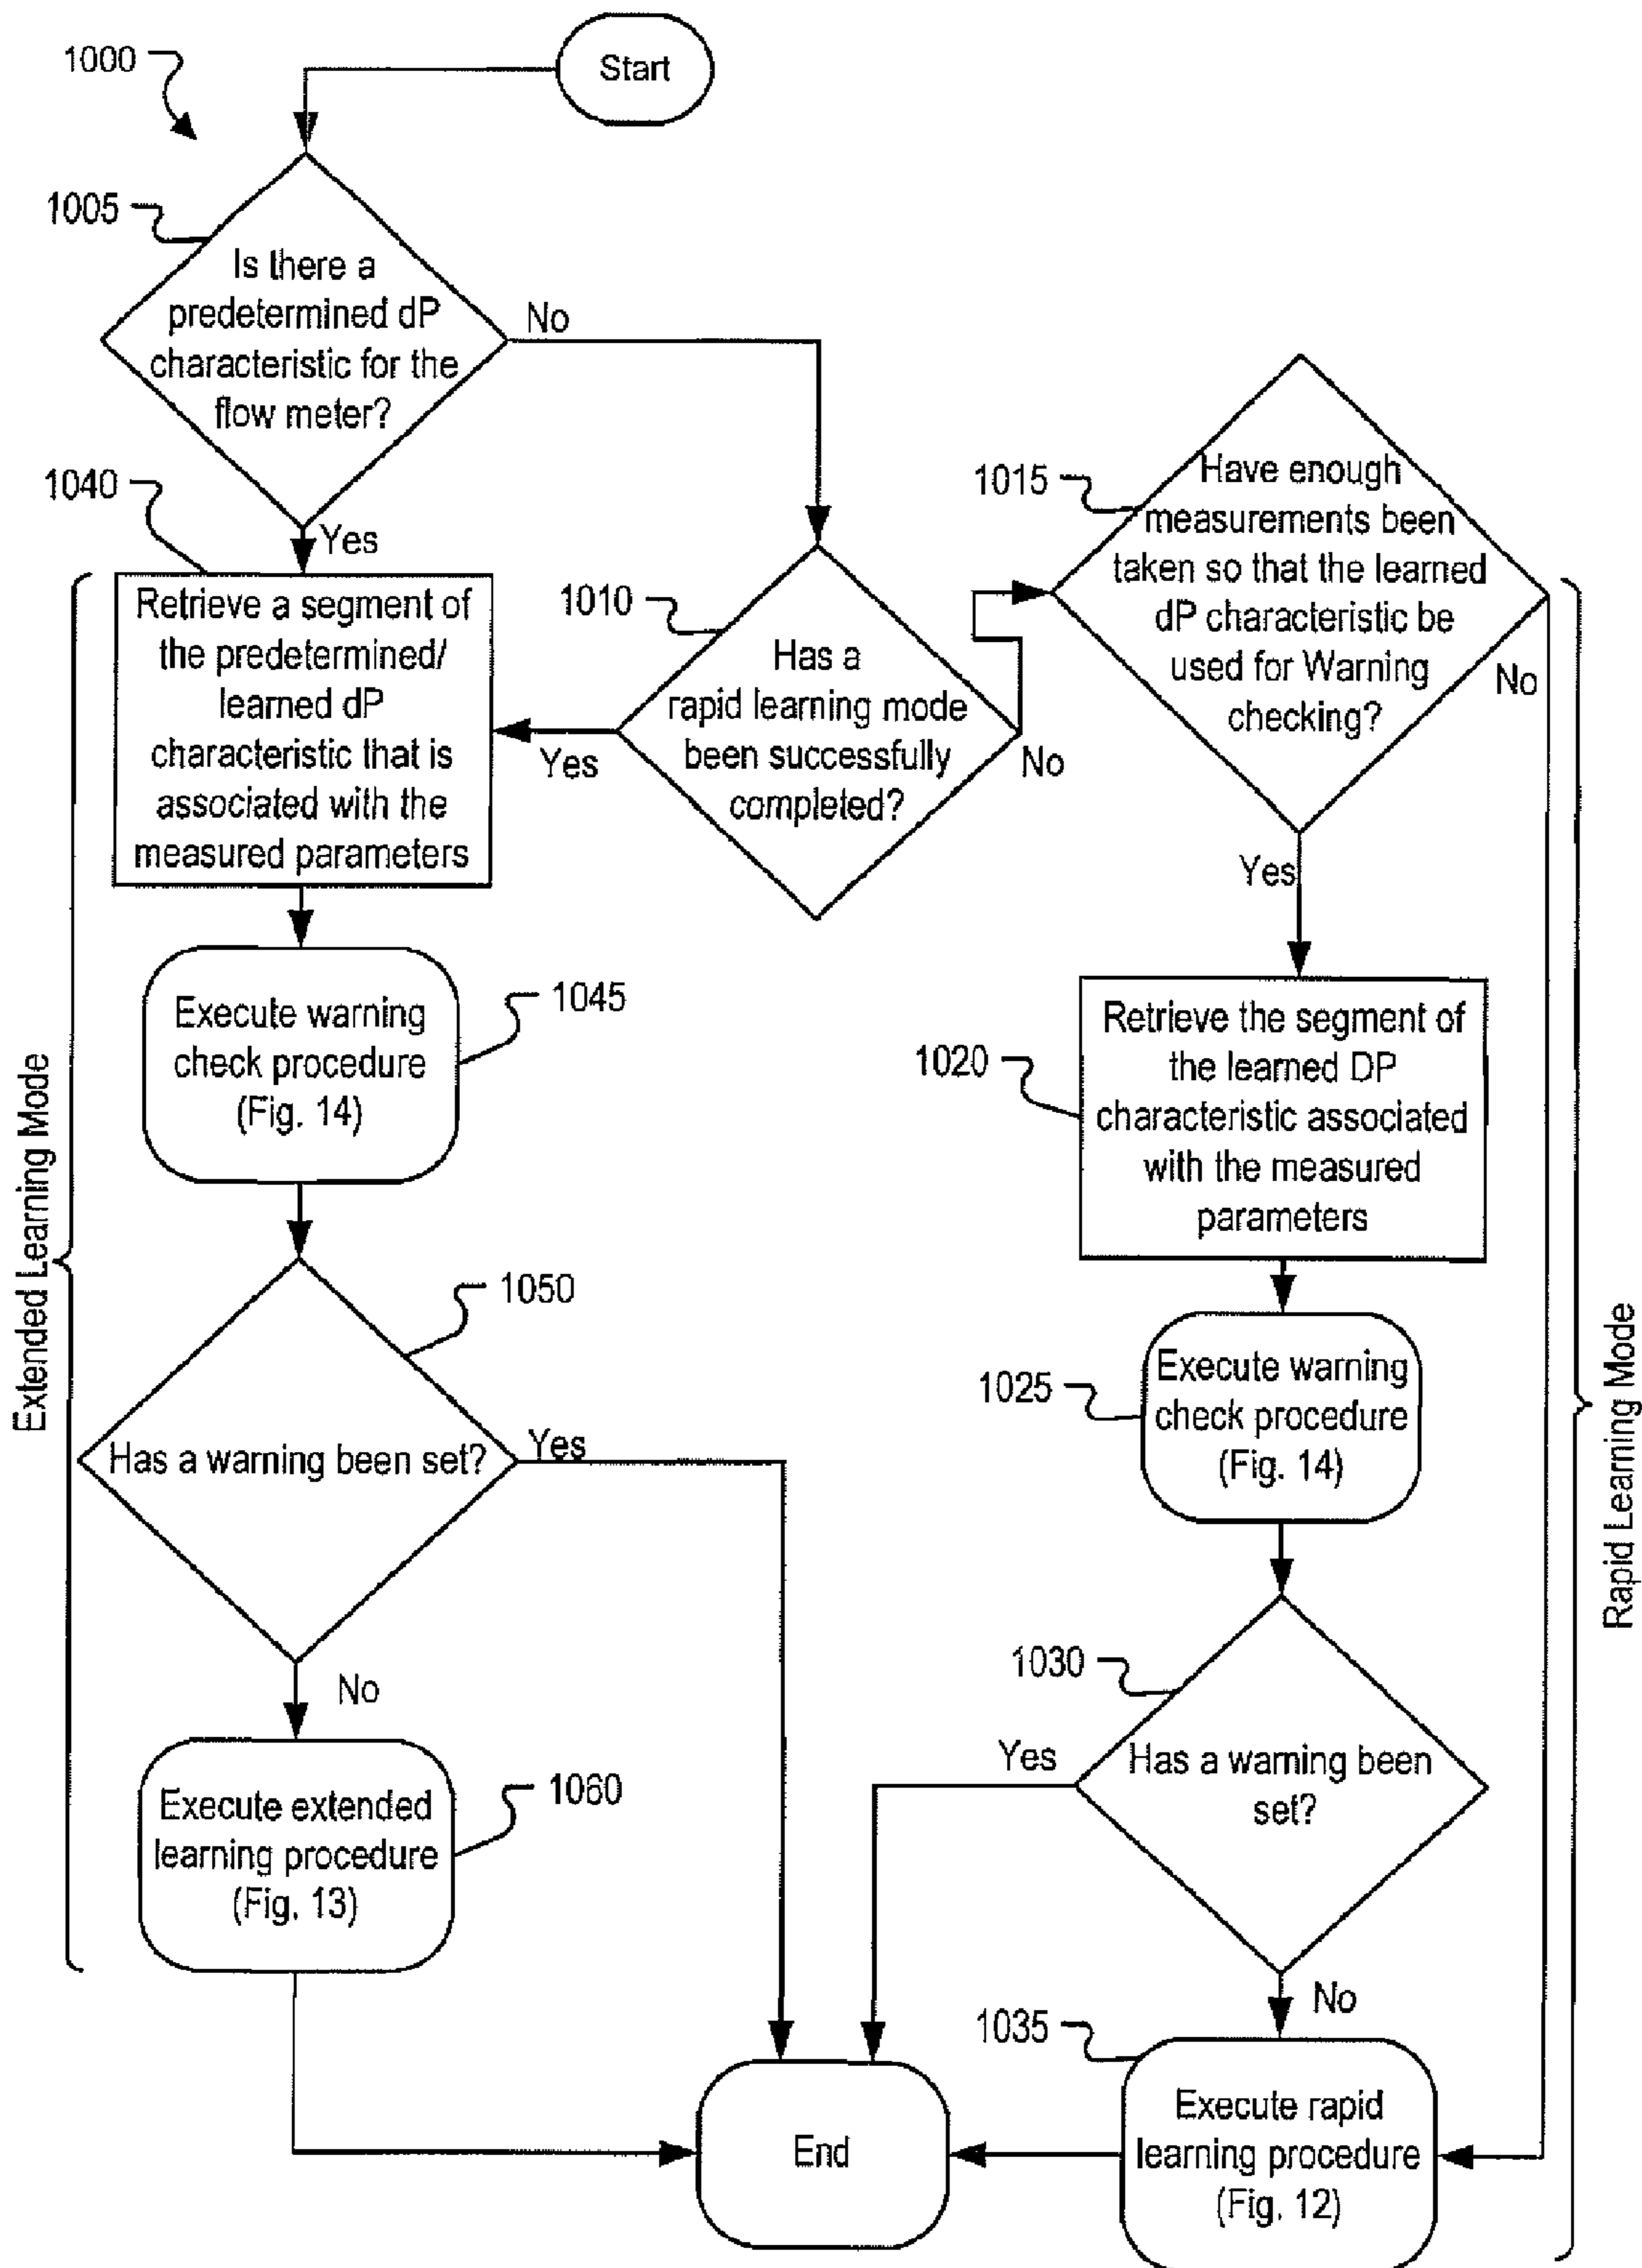 1000
Start
1005
Is there a
predetermined dP
characteristic for the
flow meter?
No
Yes
1040
Retrieve a segment of
the predetermined/
learned dP
characteristic that is
associated with the
measured parameters
1010
Has a
rapid learning mode
been successfully
completed?
Yes
No
1015
Have enough
measurements been
taken so that the learned
dP characteristic be
used for Warning
checking?
No
Yes
Execute warning
check procedure
(Fig. 14)
1045
1020
Retrieve the segment of
the learned DP
characteristic associated
with the measured
parameters
Extended Learning Mode
1050
Has a warning been set?
Yes
No
1025
Execute warning
check procedure
(Fig. 14)
Rapid Learning Mode
1030
Has a warning been
set?
Yes
No
1060
Execute extended
learning procedure
(Fig. 13)
1035
Execute rapid
learning procedure
(Fig. 12)
End